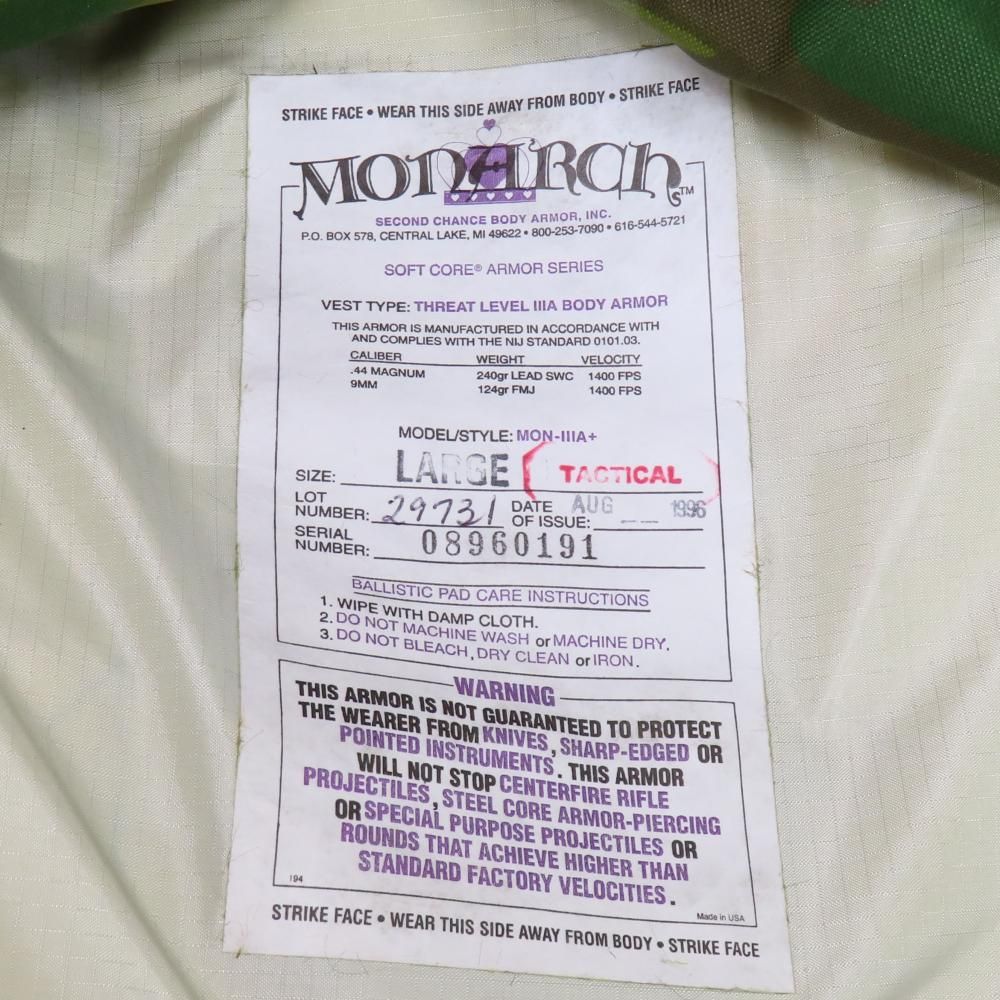 STRIKE FACE • WEAR THIS SIDE AWAY FROM BODY • STRIKE FACE
MONARCH™
SECOND CHANCE BODY ARMOR, INC.
P.O. BOX 578, CENTRAL LAKE, MI 49622 • 800-253-7090 • 616-544-5721
SOFT CORE® ARMOR SERIES
VEST TYPE: THREAT LEVEL IIIA BODY ARMOR
THIS ARMOR IS MANUFACTURED IN ACCORDANCE WITH
AND COMPLIES WITH THE NIJ STANDARD 0101.03.
CALIBER WEIGHT VELOCITY
.44 MAGNUM 240gr LEAD SWC 1400 FPS
9MM 124gr FMJ 1400 FPS
MODEL/STYLE: MON-IIIA+
SIZE: LARGE TACTICAL
LOT NUMBER: 29731 DATE OF ISSUE: AUG -- 1996
SERIAL NUMBER: 08960191
BALLISTIC PAD CARE INSTRUCTIONS
1. WIPE WITH DAMP CLOTH.
2. DO NOT MACHINE WASH or MACHINE DRY.
3. DO NOT BLEACH, DRY CLEAN or IRON.
WARNING
THIS ARMOR IS NOT GUARANTEED TO PROTECT
THE WEARER FROM KNIVES, SHARP-EDGED OR
POINTED INSTRUMENTS. THIS ARMOR
WILL NOT STOP CENTERFIRE RIFLE
PROJECTILES, STEEL CORE ARMOR-PIERCING
OR SPECIAL PURPOSE PROJECTILES OR
ROUNDS THAT ACHIEVE HIGHER THAN
STANDARD FACTORY VELOCITIES.
194
Made in USA
STRIKE FACE • WEAR THIS SIDE AWAY FROM BODY • STRIKE FACE